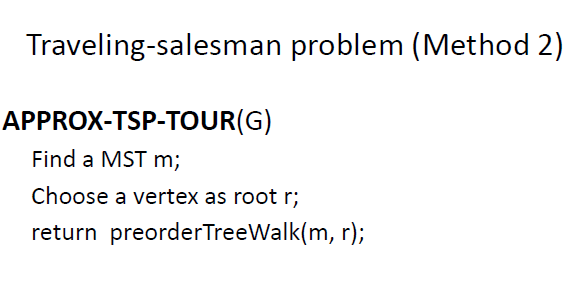 Traveling-salesman problem (Method 2)
APPROX-TSP-TOUR(G)
Find a MST m;
Choose a vertex as root r;
return preorderTreeWalk(m, r);